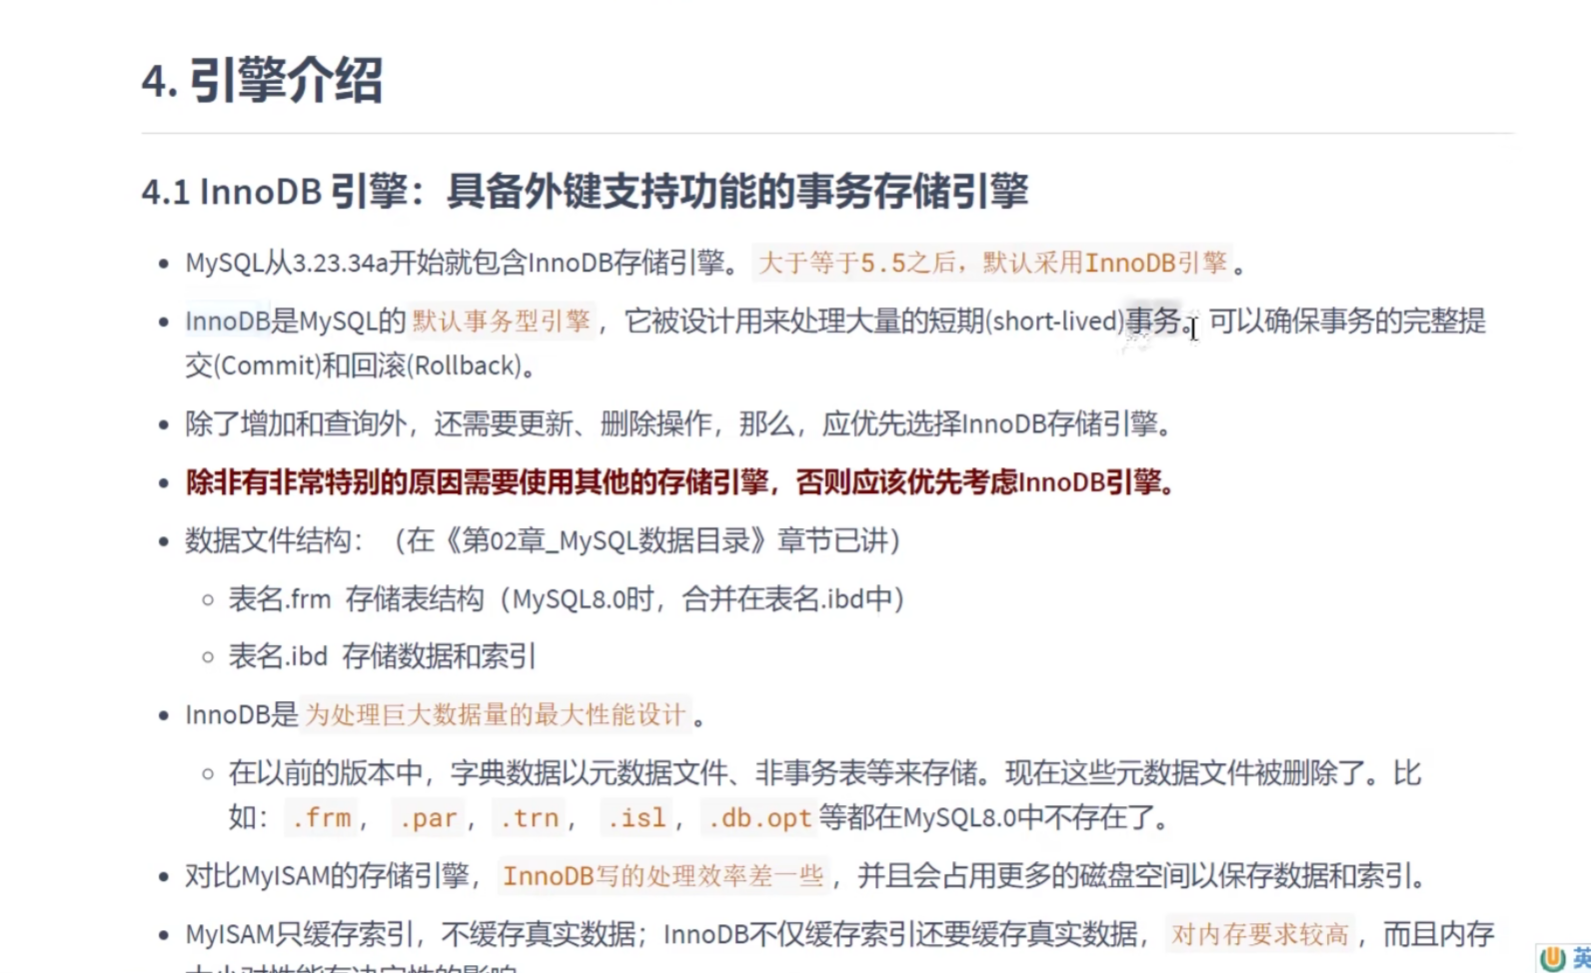 4. 引擎介绍
4.1 InnoDB 引擎：具备外键支持功能的事务存储引擎
MySQL从3.23.34a开始就包含InnoDB存储引擎。 大于等于5.5之后，默认采用InnoDB引擎 。
InnoDB是MySQL的 默认事务型引擎 ，它被设计用来处理大量的短期(short-lived)事务。可以确保事务的完整提
交(Commit)和回滚(Rollback)。
除了增加和查询外，还需要更新、删除操作，那么，应优先选择InnoDB存储引擎。
除非有非常特别的原因需要使用其他的存储引擎，否则应该优先考虑InnoDB引擎。
数据文件结构：（在《第02章_MySQL数据目录》章节已讲）
表名.frm 存储表结构（MySQL8.0时，合并在表名.ibd中）
表名.ibd 存储数据和索引
InnoDB是 为处理巨大数据量的最大性能设计 。
在以前的版本中，字典数据以元数据文件、非事务表等来存储。现在这些元数据文件被删除了。比
如： .frm ， .par ， .trn ， .isl ， .db.opt 等都在MySQL8.0中不存在了。
对比MyISAM的存储引擎， InnoDB写的处理效率差一些 ，并且会占用更多的磁盘空间以保存数据和索引。
MyISAM只缓存索引，不缓存真实数据；InnoDB不仅缓存索引还要缓存真实数据， 对内存要求较高 ，而且内存
英